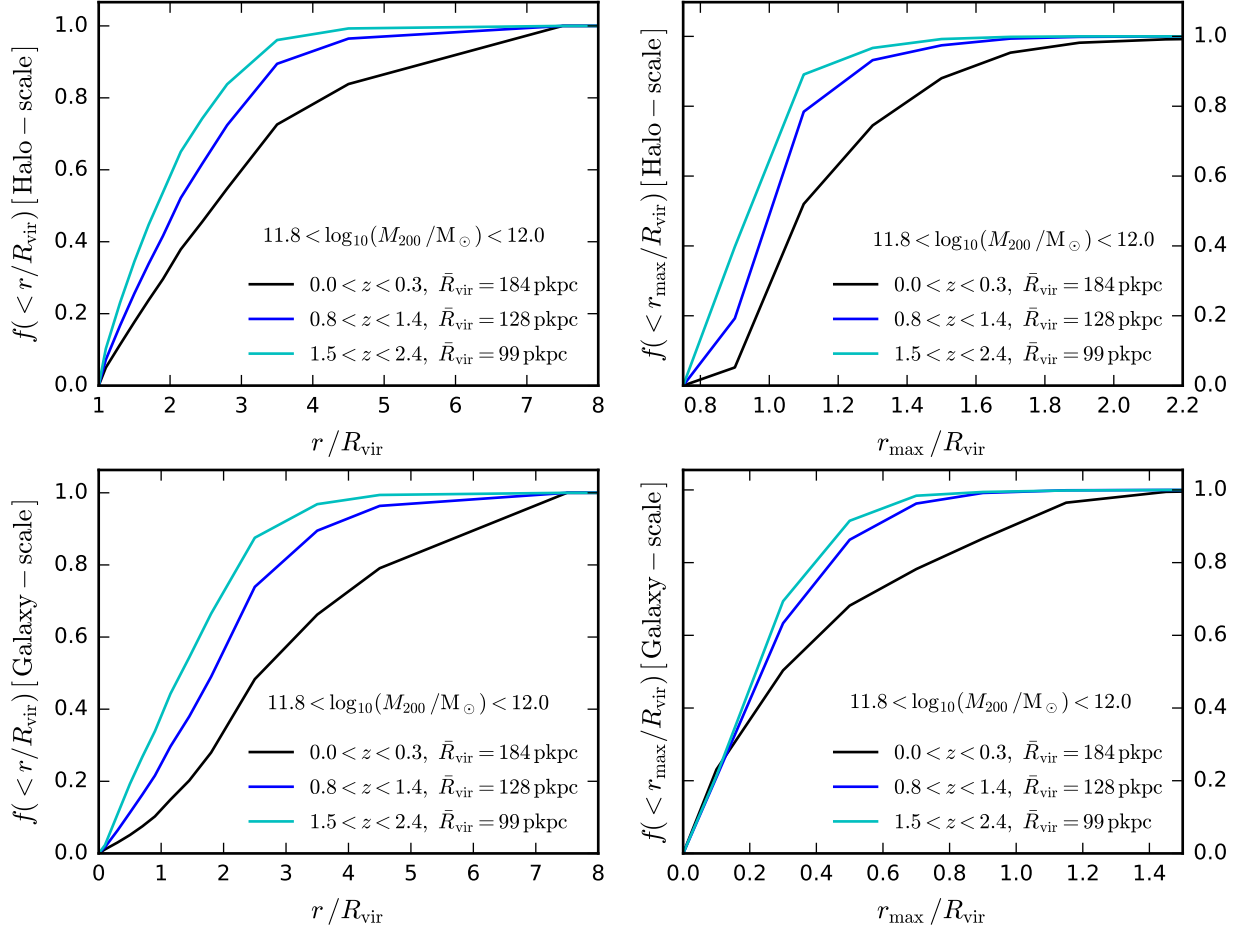 f(< r/R_vir) [Halo − scale]
1.0
0.8
0.6
0.4
0.2
0.0
11.8 < log₁₀(M₂₀₀/M⊙) < 12.0
0.0 < z < 0.3, R̄_vir = 184 pkpc
0.8 < z < 1.4, R̄_vir = 128 pkpc
1.5 < z < 2.4, R̄_vir = 99 pkpc
1 2 3 4 5 6 7 8
r/R_vir
f(< r_max/R_vir) [Halo − scale]
1.0
0.8
0.6
0.4
0.2
0.0
11.8 < log₁₀(M₂₀₀/M⊙) < 12.0
0.0 < z < 0.3, R̄_vir = 184 pkpc
0.8 < z < 1.4, R̄_vir = 128 pkpc
1.5 < z < 2.4, R̄_vir = 99 pkpc
0.8 1.0 1.2 1.4 1.6 1.8 2.0 2.2
r_max/R_vir
f(< r/R_vir) [Galaxy − scale]
1.0
0.8
0.6
0.4
0.2
0.0
11.8 < log₁₀(M₂₀₀/M⊙) < 12.0
0.0 < z < 0.3, R̄_vir = 184 pkpc
0.8 < z < 1.4, R̄_vir = 128 pkpc
1.5 < z < 2.4, R̄_vir = 99 pkpc
0 1 2 3 4 5 6 7 8
r/R_vir
f(< r_max/R_vir) [Galaxy − scale]
1.0
0.8
0.6
0.4
0.2
0.0
11.8 < log₁₀(M₂₀₀/M⊙) < 12.0
0.0 < z < 0.3, R̄_vir = 184 pkpc
0.8 < z < 1.4, R̄_vir = 128 pkpc
1.5 < z < 2.4, R̄_vir = 99 pkpc
0.0 0.2 0.4 0.6 0.8 1.0 1.2 1.4
r_max/R_vir